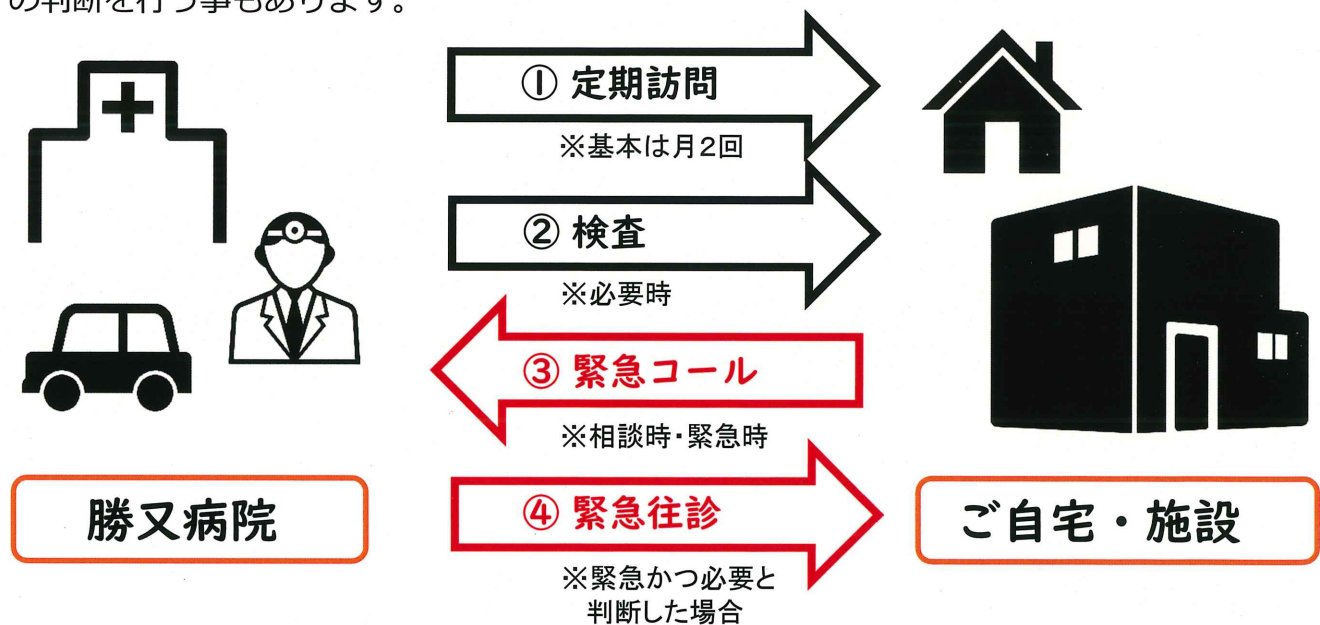 の判断を行う事もあります。
① 定期訪問
※基本は月2回
② 検査
※必要時
③ 緊急コール
※相談時・緊急時
④ 緊急往診
※緊急かつ必要と
判断した場合
勝又病院
ご自宅・施設